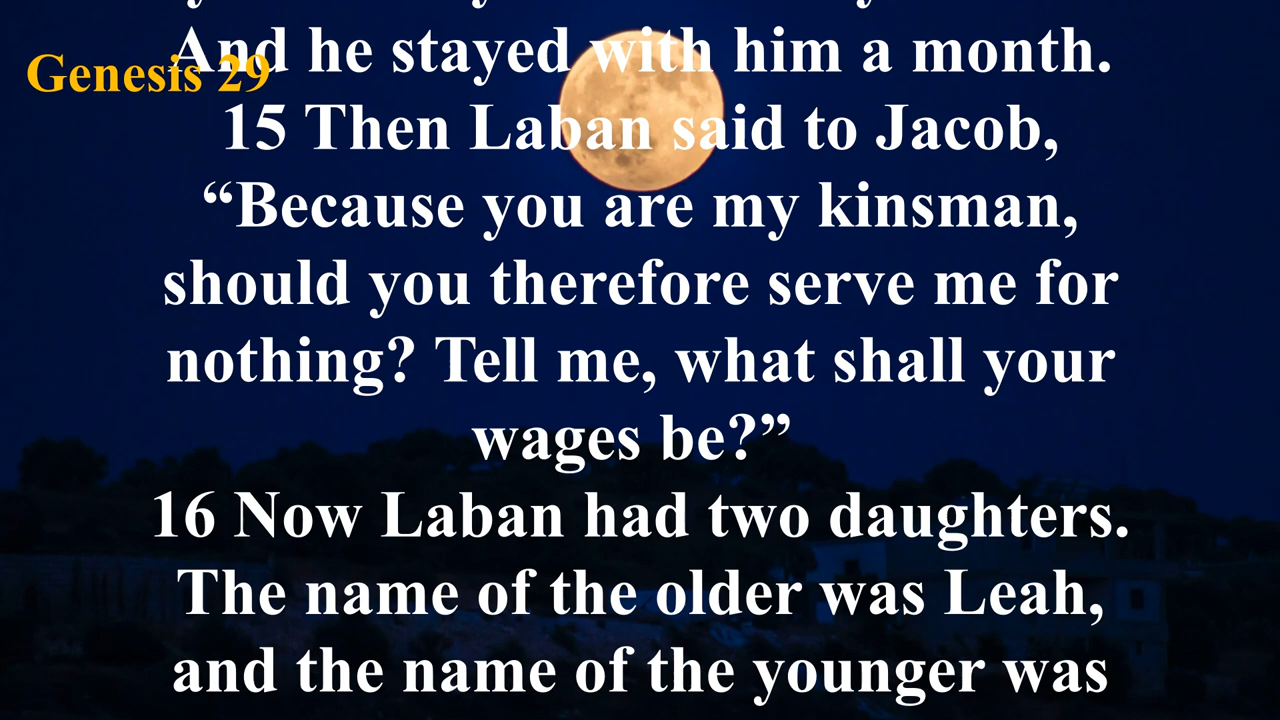 Genesis 29
And he stayed with him a month.
15 Then Laban said to Jacob,
“Because you are my kinsman,
should you therefore serve me for
nothing? Tell me, what shall your
wages be?”
16 Now Laban had two daughters.
The name of the older was Leah,
and the name of the younger was